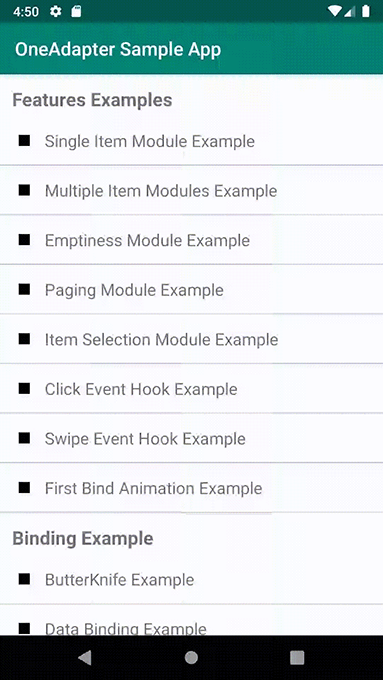 4:50
OneAdapter Sample App
Features Examples
Single Item Module Example
Multiple Item Modules Example
Emptiness Module Example
Paging Module Example
Item Selection Module Example
Click Event Hook Example
Swipe Event Hook Example
First Bind Animation Example
Binding Example
ButterKnife Example
Data Binding Example